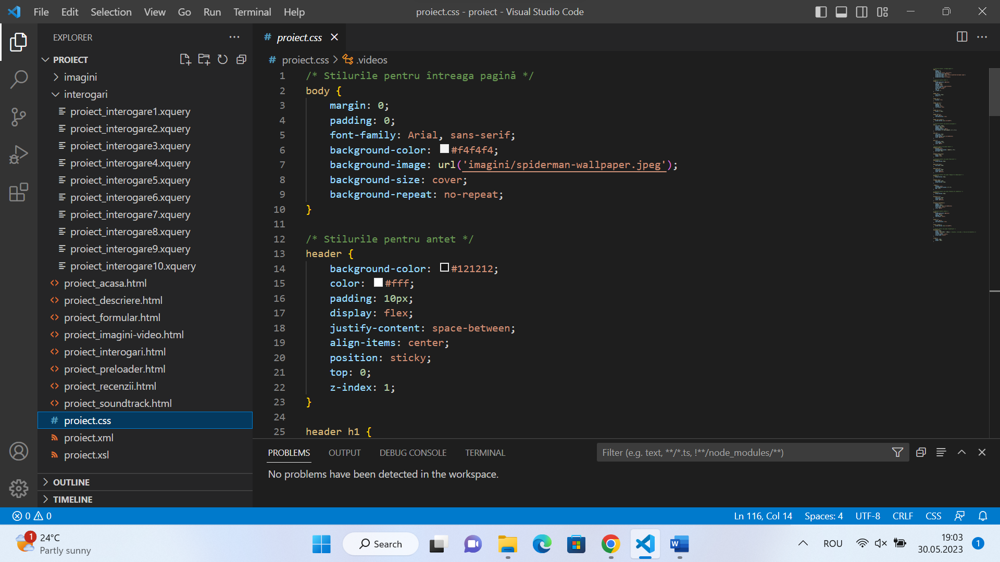 File Edit Selection View Go Run Terminal Help
proiect.css - proiect - Visual Studio Code
EXPLORER
PROIECT
imagini
interogari
proiect_interogare1.xquery
proiect_interogare2.xquery
proiect_interogare3.xquery
proiect_interogare4.xquery
proiect_interogare5.xquery
proiect_interogare6.xquery
proiect_interogare7.xquery
proiect_interogare8.xquery
proiect_interogare9.xquery
proiect_interogare10.xquery
proiect_acasa.html
proiect_descriere.html
proiect_formular.html
proiect_imagini-video.html
proiect_interogari.html
proiect_preloader.html
proiect_recenzii.html
proiect_soundtrack.html
# proiect.css
proiect.xml
proiect.xsl
OUTLINE
TIMELINE
# proiect.css
# proiect.css > .videos
1 /* Stilurile pentru întreaga pagină */
2 body {
3 margin: 0;
4 padding: 0;
5 font-family: Arial, sans-serif;
6 background-color: #f4f4f4;
7 background-image: url('imagini/spiderman-wallpaper.jpeg');
8 background-size: cover;
9 background-repeat: no-repeat;
10 }
11
12 /* Stilurile pentru antet */
13 header {
14 background-color: #121212;
15 color: #fff;
16 padding: 10px;
17 display: flex;
18 justify-content: space-between;
19 align-items: center;
20 position: sticky;
21 top: 0;
22 z-index: 1;
23 }
24
25 header h1 {
PROBLEMS OUTPUT DEBUG CONSOLE TERMINAL
Filter (e.g. text, **/*.ts, !**/node_modules/**)
No problems have been detected in the workspace.
0 0
Ln 116, Col 14 Spaces: 4 UTF-8 CRLF CSS
1
24°C
Partly sunny
Search
W
ROU
19:03
30.05.2023
1